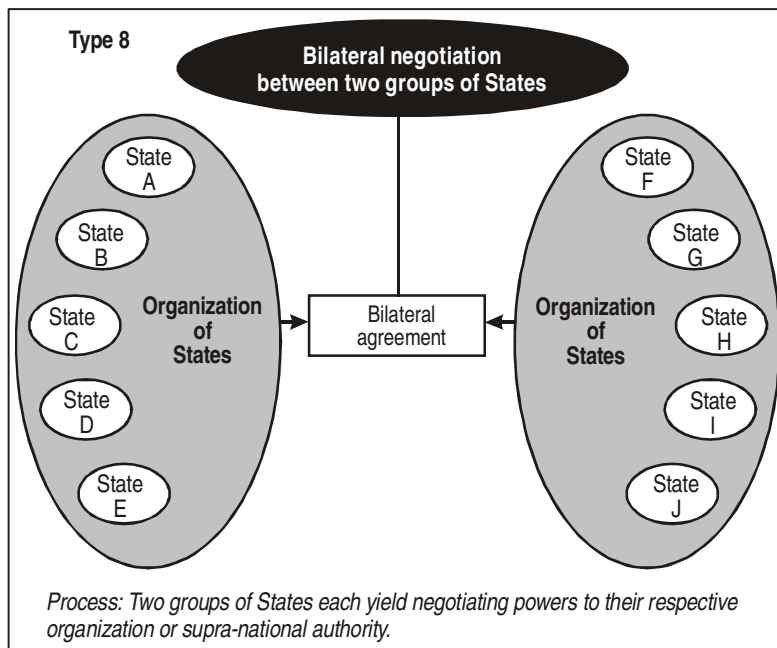 Type 8
Bilateral negotiation
between two groups of States
State
A
State
B
State
C
State
D
State
E
Organization
of
States
Bilateral
agreement
Organization
of
States
State
F
State
G
State
H
State
I
State
J
Process: Two groups of States each yield negotiating powers to their respective
organization or supra-national authority.